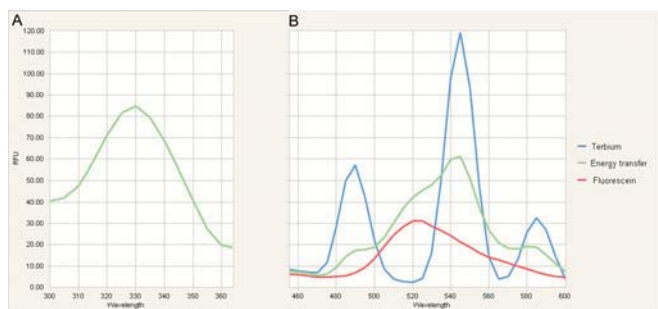 A
B
120.00
110.00
100.00
90.00
80.00
70.00
60.00
50.00
40.00
30.00
20.00
10.00
0.00
RFU
300 310 320 330 340 350 360
Wavelength
460 480 500 520 540 560 580 600
Wavelength
Terbium
Energy transfer
Fluorescein